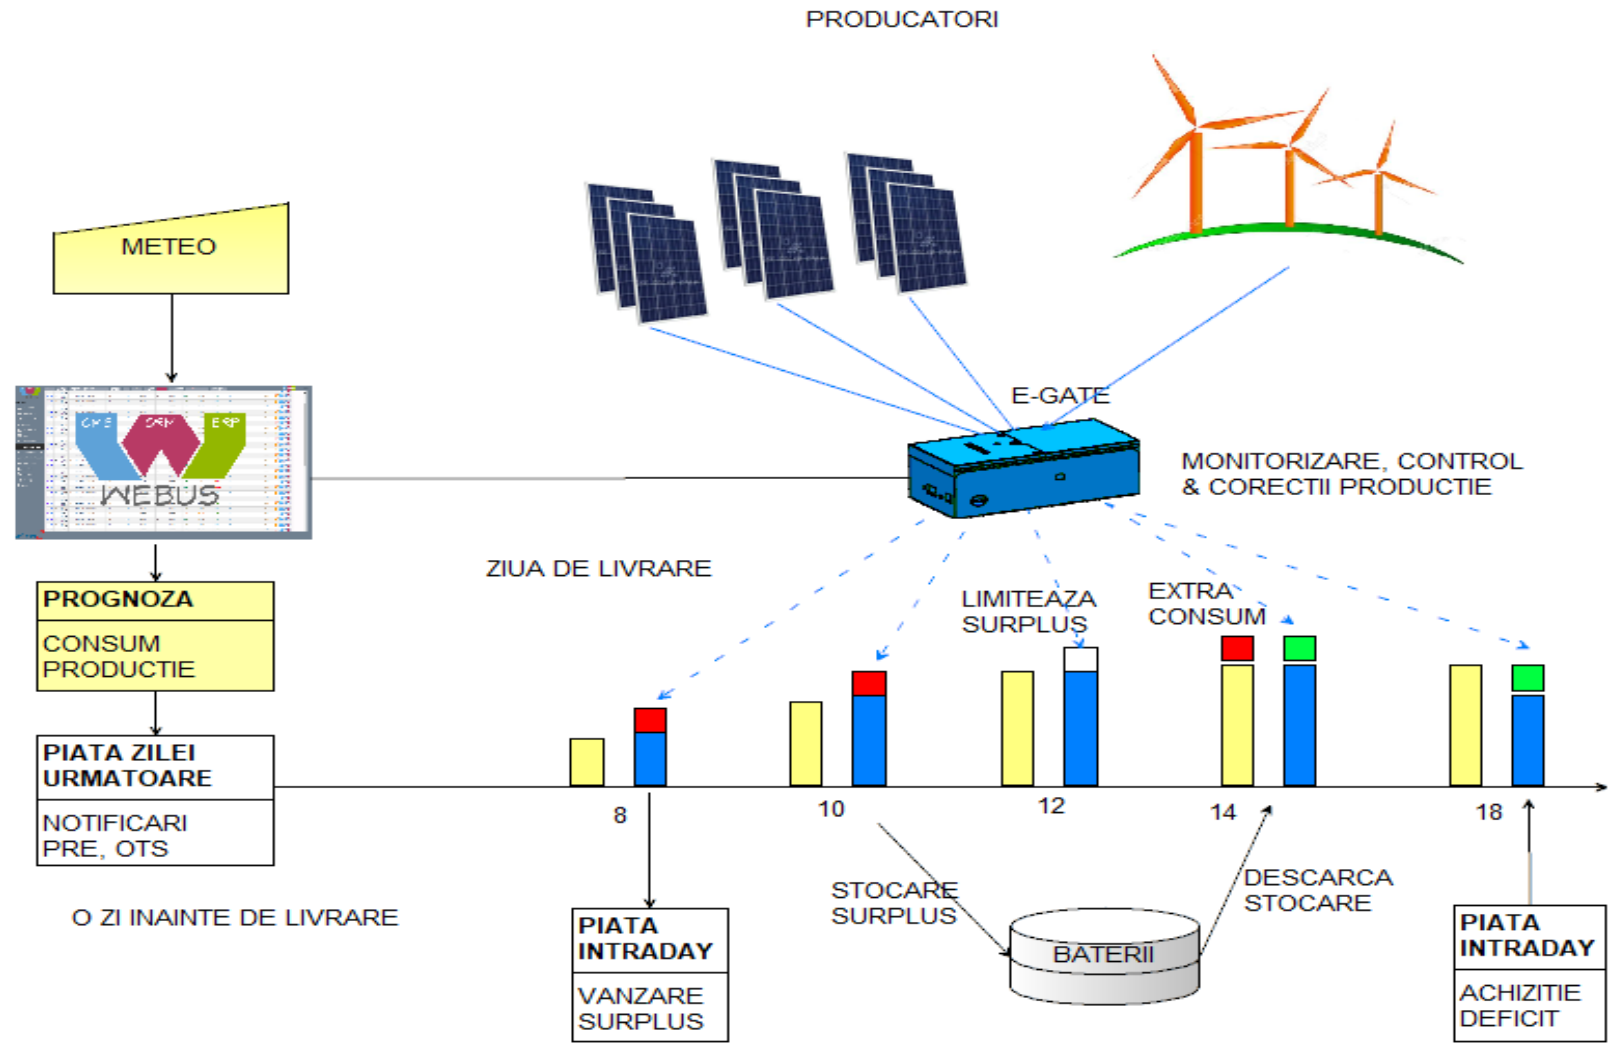 PRODUCATORI
METEO
E-GATE
CMS CRM ERP
WEBUS
MONITORIZARE, CONTROL
& CORECTII PRODUCTIE
ZIUA DE LIVRARE
PROGNOZA
CONSUM
PRODUCTIE
LIMITEAZA
SURPLUS
EXTRA
CONSUM
PIATA ZILEI
URMATOARE
NOTIFICARI
PRE, OTS
8
10
12
14
18
O ZI INAINTE DE LIVRARE
STOCARE
SURPLUS
DESCARCA
STOCARE
PIATA
INTRADAY
VANZARE
SURPLUS
BATERII
PIATA
INTRADAY
ACHIZITIE
DEFICIT